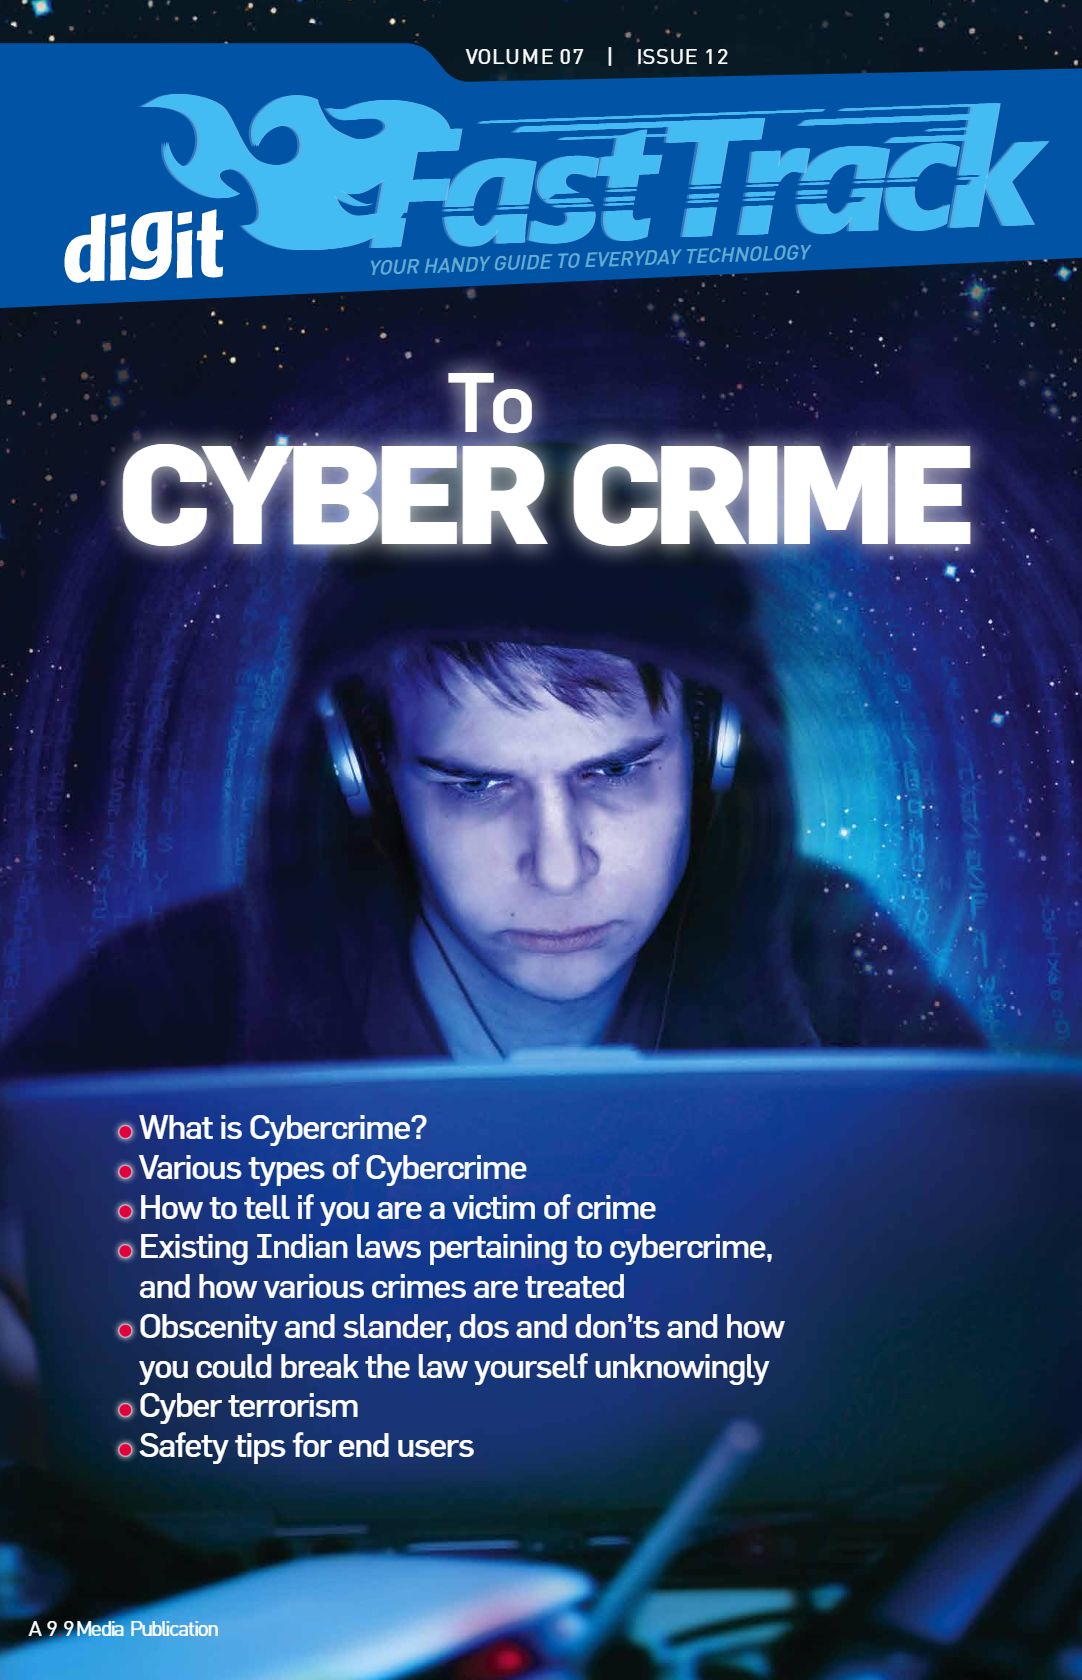 VOLUME 07 | ISSUE 12
digit
Fast Track
YOUR HANDY GUIDE TO EVERYDAY TECHNOLOGY
To
CYBER CRIME
• What is Cybercrime?
• Various types of Cybercrime
• How to tell if you are a victim of crime
• Existing Indian laws pertaining to cybercrime,
and how various crimes are treated
• Obscenity and slander, dos and don'ts and how
you could break the law yourself unknowingly
• Cyber terrorism
• Safety tips for end users
A 9 9Media Publication